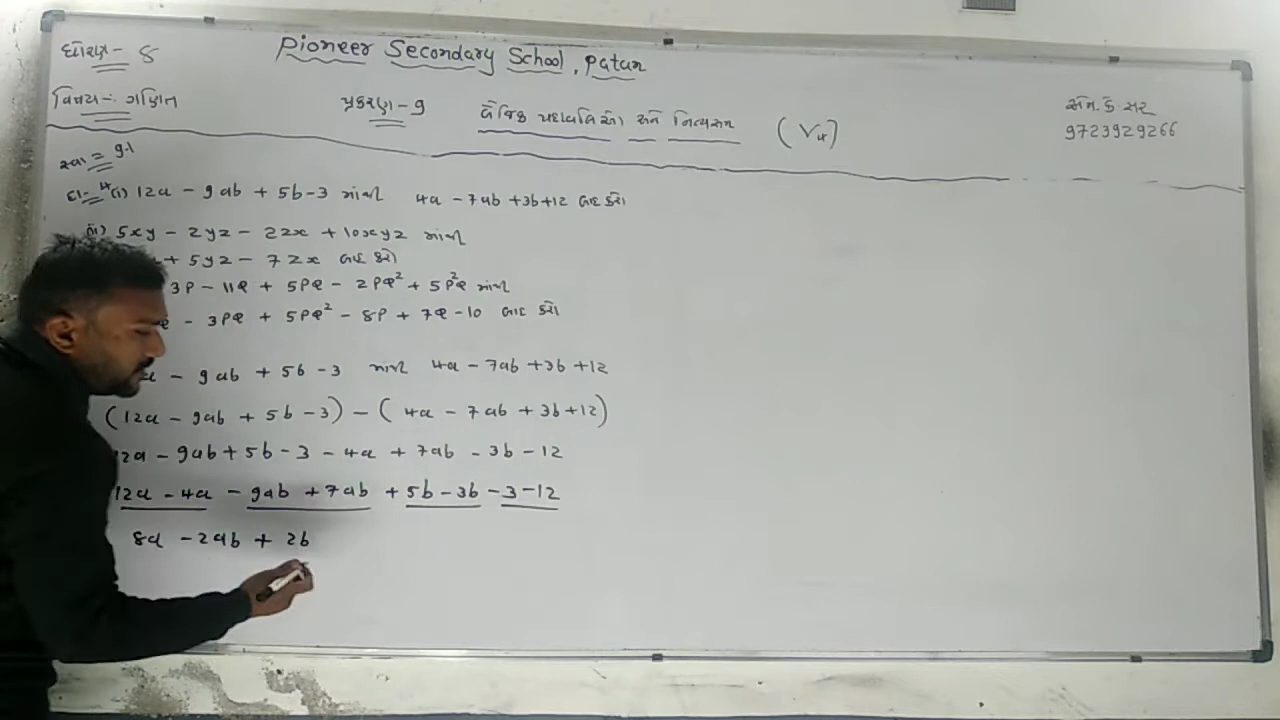 Pioneer Secondary School, Patan
ધોરણ - 8
વિષય - ગણિત
પ્રકરણ - 9 બૈજિક પદાવલિઓ અને નિત્યસમ (V4)
એન.કે સર
9723929266
સ્વા = 9.1
દા-4 (i) 12a - 9ab + 5b - 3 માંથી 4a - 7ab + 3b + 12 બાદ કરો
5xy - 2yz - 2zx + 10xyz માંથી
+ 5yz - 7zx બાદ કરો
3P - 11q + 5Pq - 2Pq² + 5P²q માંથી
- 3Pq + 5Pq² - 8P + 7q - 10 બાદ કરો
- 9ab + 5b - 3 માંથી 4a - 7ab + 3b + 12
(12a - 9ab + 5b - 3) - (4a - 7ab + 3b + 12)
12a - 9ab + 5b - 3 - 4a + 7ab - 3b - 12
12a - 4a - 9ab + 7ab + 5b - 3b - 3 - 12
8a - 2ab + 2b